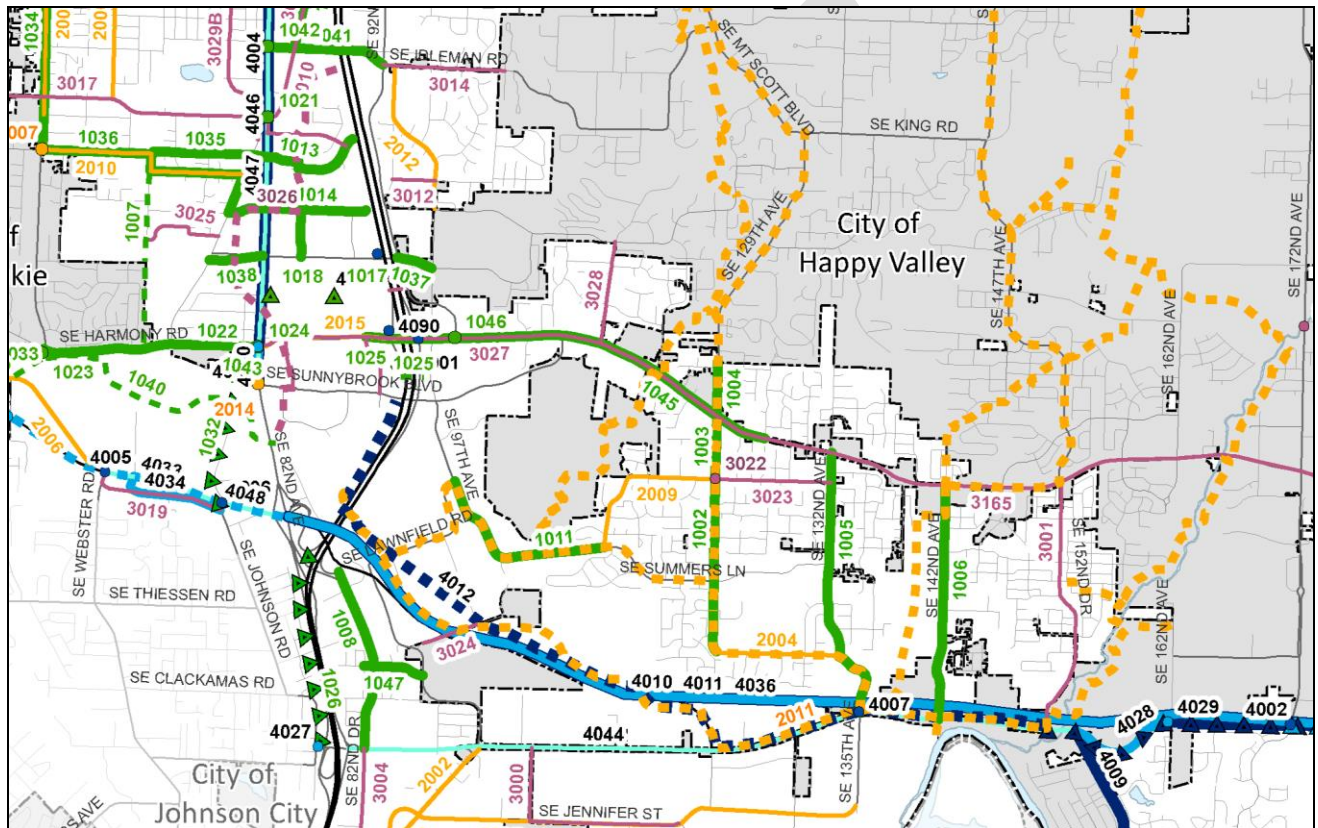 1034
3029B
1042
SE 92N
4004
SE IDLEMAN RD
3017
3014
1021
4046
SE MT SCOTT BLVD
SE KING RD
007
1036
1035
1013
2010
2012
4047
3026
1014
3012
1007
3025
SE 129TH AVE
City of
Happy Valley
SE 147TH AVE
SE 162ND AVE
SE 172ND AVE
kie
1038
1018
1017
1037
3028
SE HARMONY RD
1022
1024
2015
4090
1046
3027
033
1023
1043
1025
1025
SE SUNNYBROOK BLVD
1040
1045
1004
2014
1032
2006
SE 82ND AVE
SE 97TH AVE
1003
4005
4034
4048
3019
3022
2009
3023
SE 132ND AVE
3165
SE WEBSTER RD
1002
1005
1011
SE SUMMERS LN
SE 142ND AVE
1006
3001
SE 152ND DR
SE 162ND AVE
SE THIESSEN RD
SE JOHNSON RD
4012
1008
3024
2004
SE CLACKAMAS RD
1026
1047
4010
4011
4036
4007
4029
4002
4028
4027
2011
4044
4009
City of
Johnson City
SE 82ND DR
3004
2002
3000
SE JENNIFER ST
SE 135TH AVE